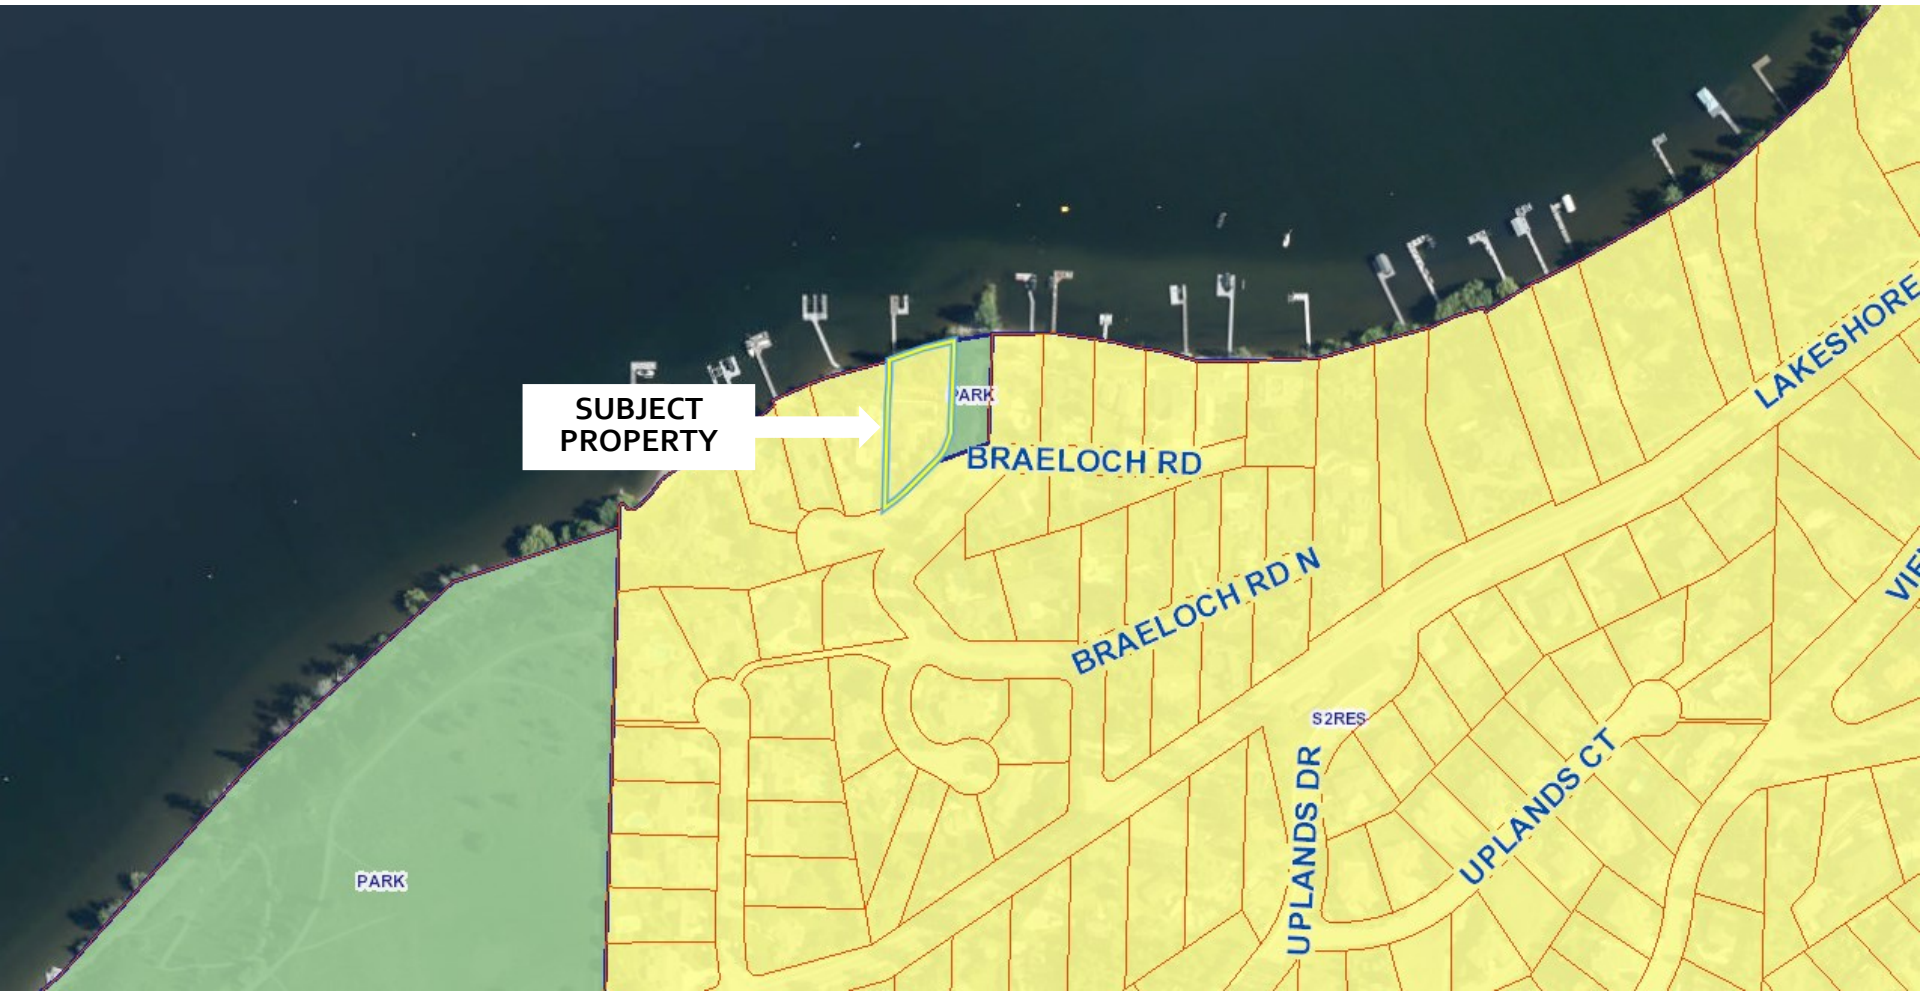 LAKESHORE
SUBJECT
PROPERTY
PARK
BRAELOCH RD
BRAELOCH RD N
S2RES
UPLANDS DR
UPLANDS CT
PARK